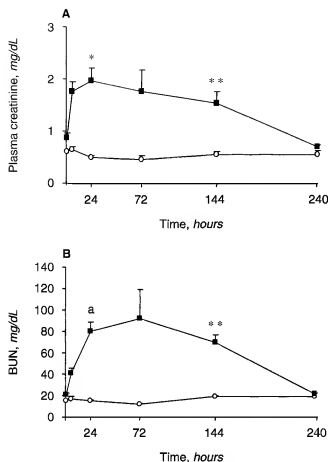 A
Plasma creatinine, mg/dL
3
2
1
0
*
**
24 72 144 240
Time, hours
B
BUN, mg/dL
140
120
100
80
60
40
20
0
a
**
24 72 144 240
Time, hours